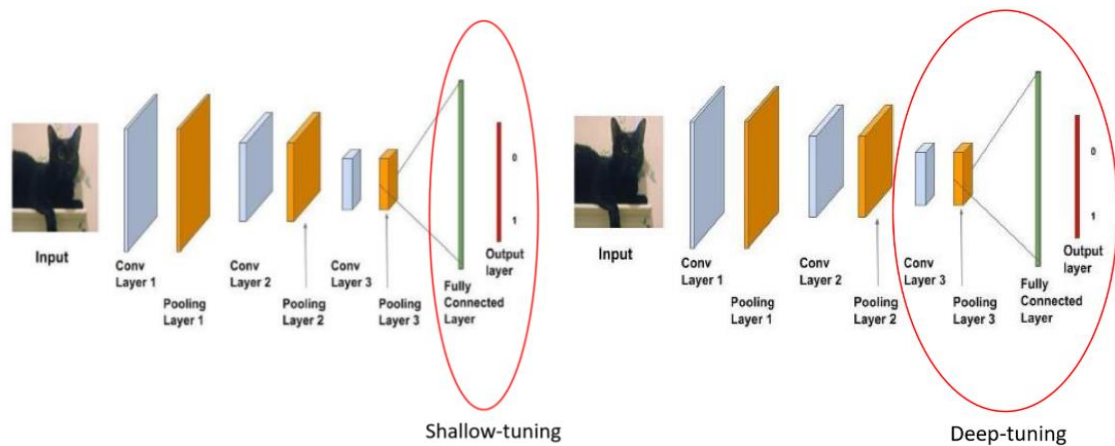 Input
Conv
Layer 1
Pooling
Layer 1
Conv
Layer 2
Pooling
Layer 2
Conv
Layer 3
Pooling
Layer 3
Fully
Connected
Layer
0
1
Output
layer
Shallow-tuning
Input
Conv
Layer 1
Pooling
Layer 1
Conv
Layer 2
Pooling
Layer 2
Conv
Layer 3
Pooling
Layer 3
Fully
Connected
Layer
0
1
Output
layer
Deep-tuning